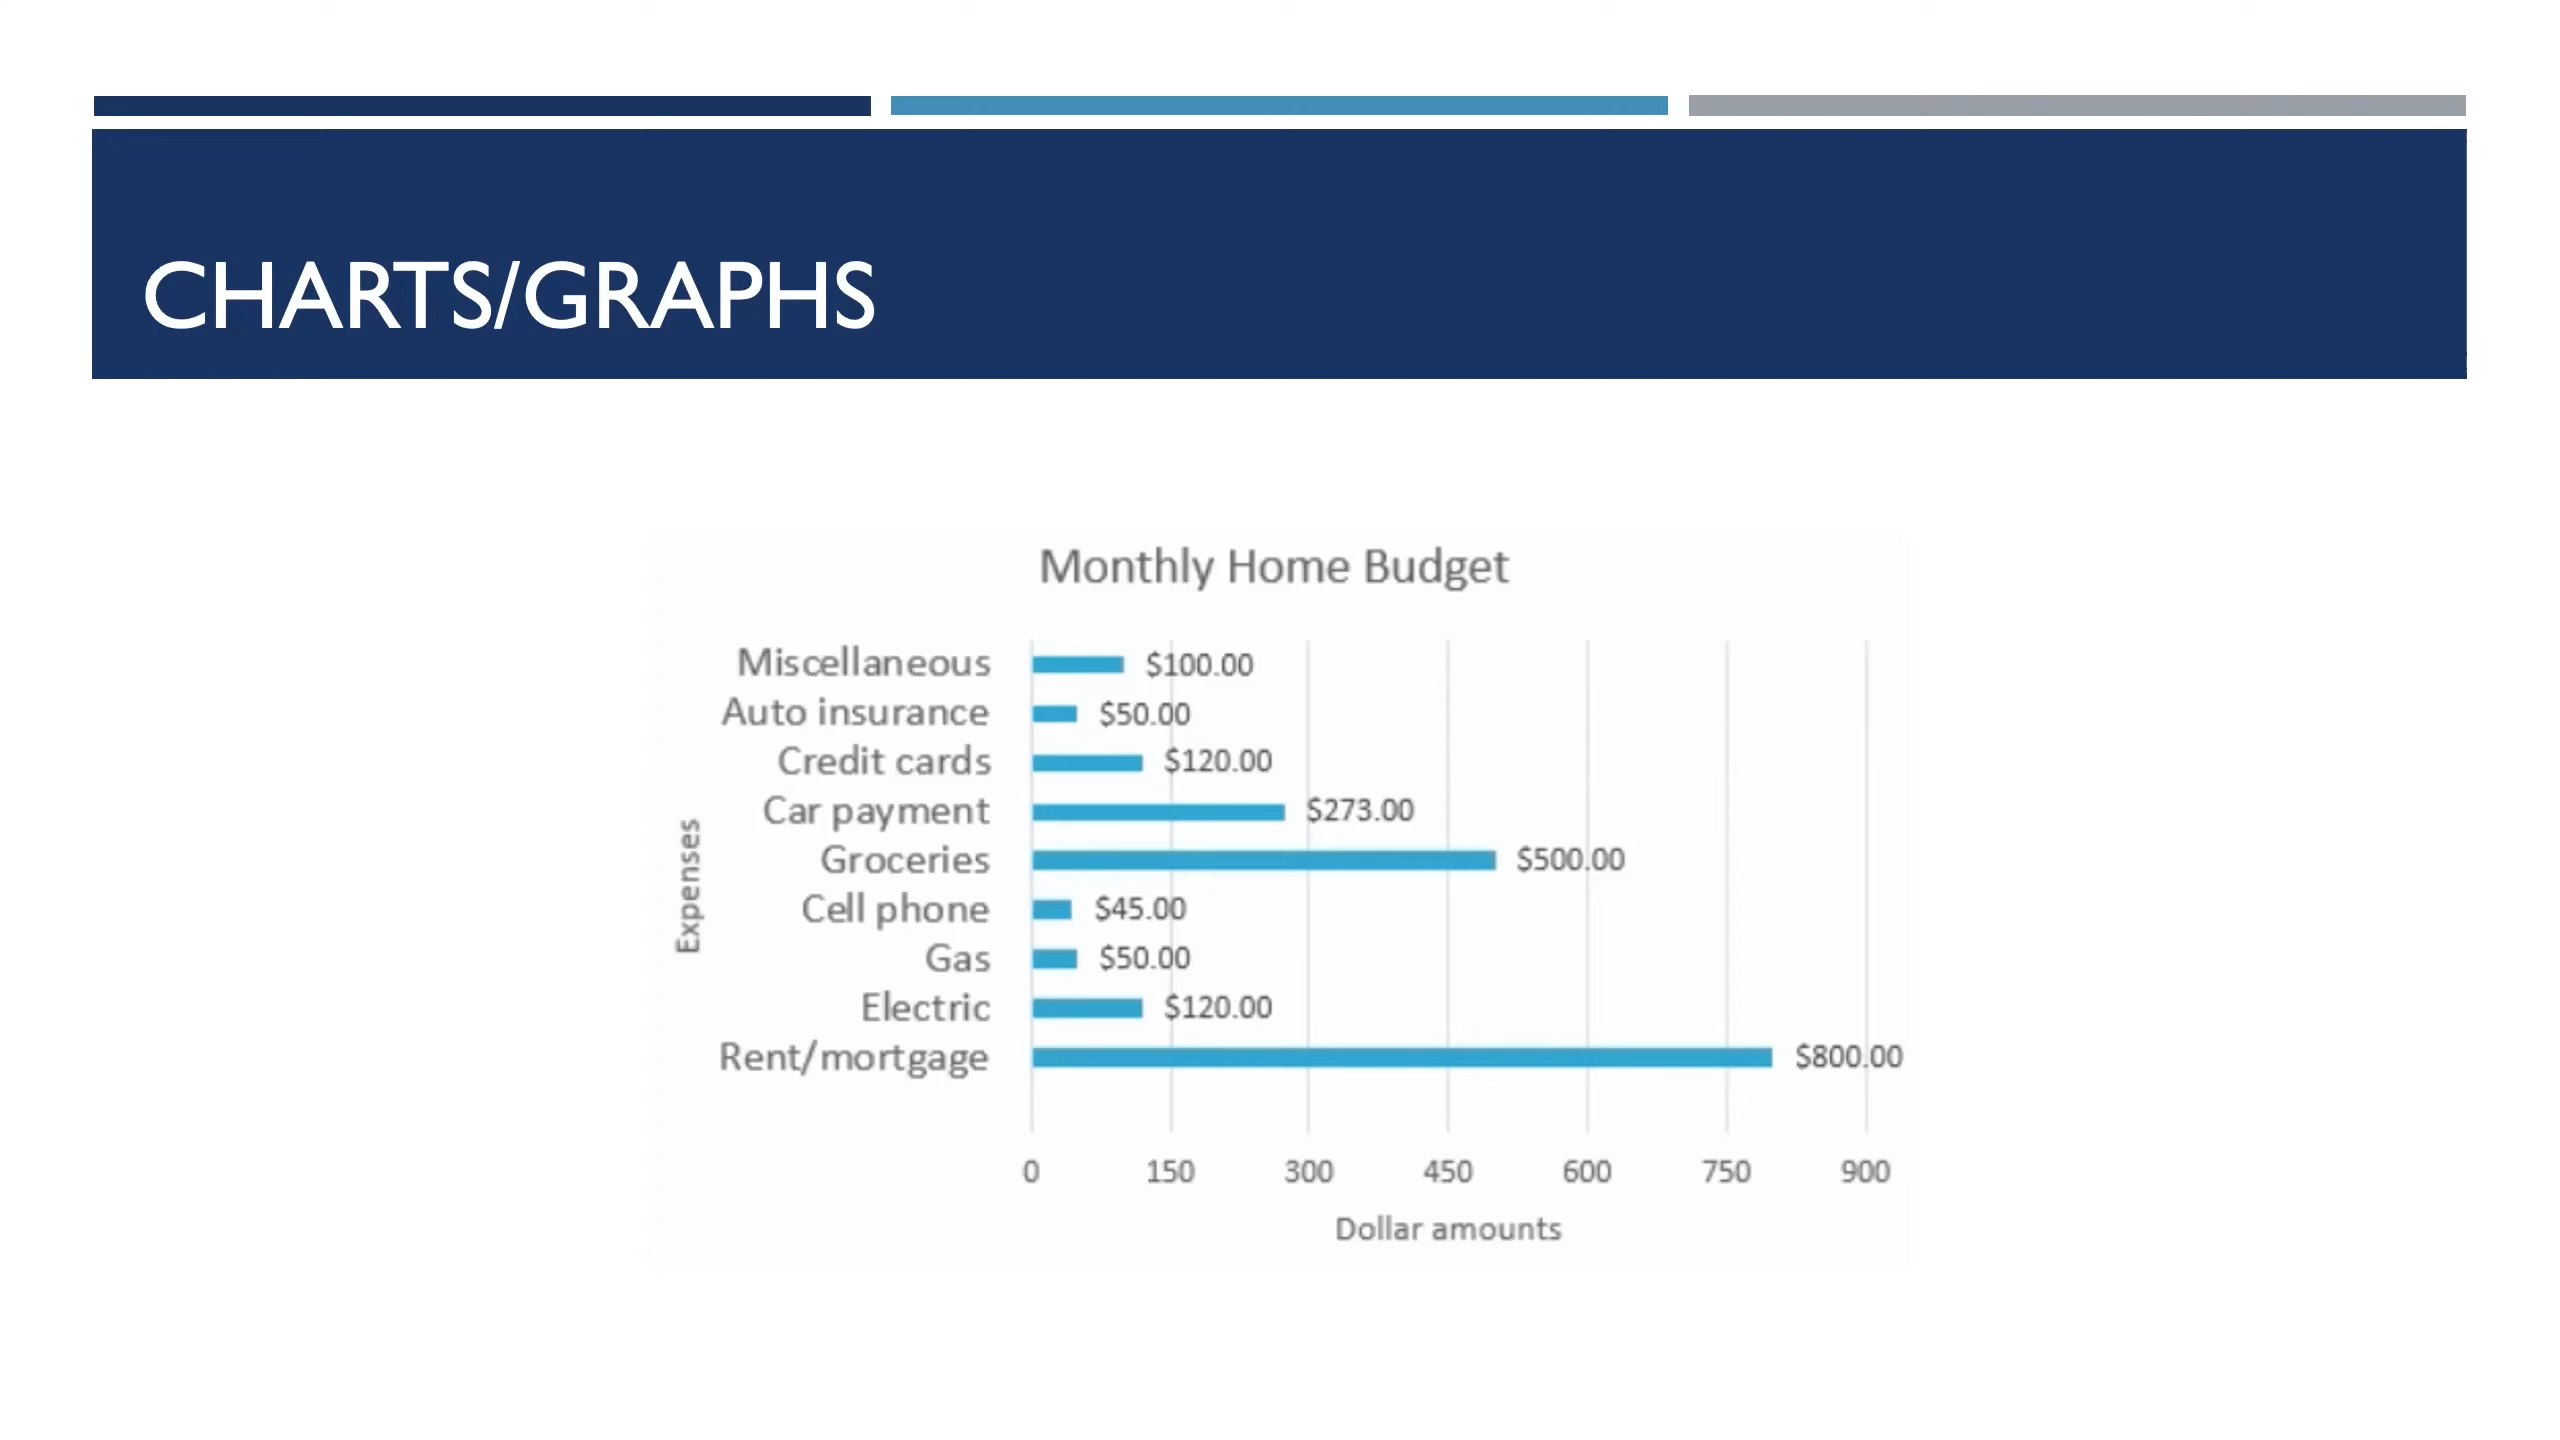 CHARTS/GRAPHS
Monthly Home Budget
Expenses
Miscellaneous $100.00
Auto insurance $50.00
Credit cards $120.00
Car payment $273.00
Groceries $500.00
Cell phone $45.00
Gas $50.00
Electric $120.00
Rent/mortgage $800.00
0 150 300 450 600 750 900
Dollar amounts